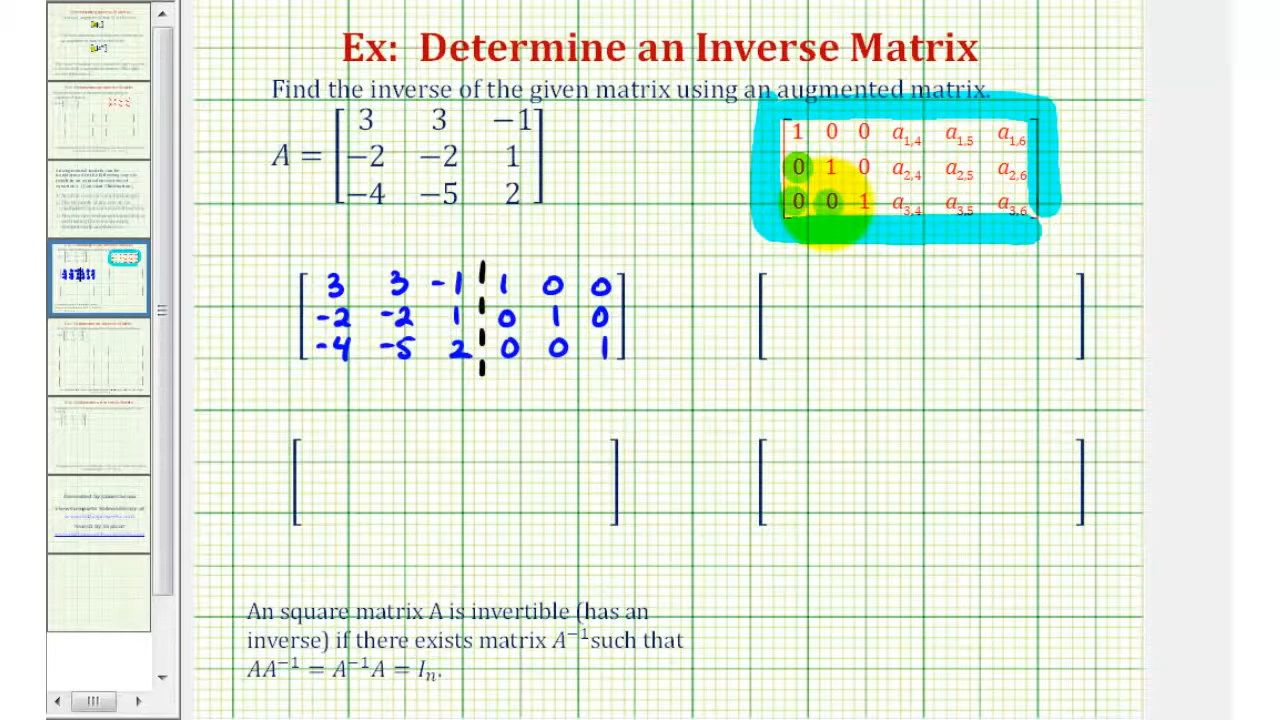 Ex: Determine an Inverse Matrix
Find the inverse of the given matrix using an augmented matrix.
A = [3 3 −1
−2 −2 1
−4 −5 2]
[1 0 0 a1,4 a1,5 a1,6
0 1 0 a2,4 a2,5 a2,6
0 0 1 a3,4 a3,5 a3,6]
[3 3 -1 ¦ 1 0 0
-2 -2 1 ¦ 0 1 0
-4 -5 2 ¦ 0 0 1]
[ ]
[ ]
[ ]
An square matrix A is invertible (has an
inverse) if there exists matrix A⁻¹such that
AA⁻¹ = A⁻¹A = Iₙ.